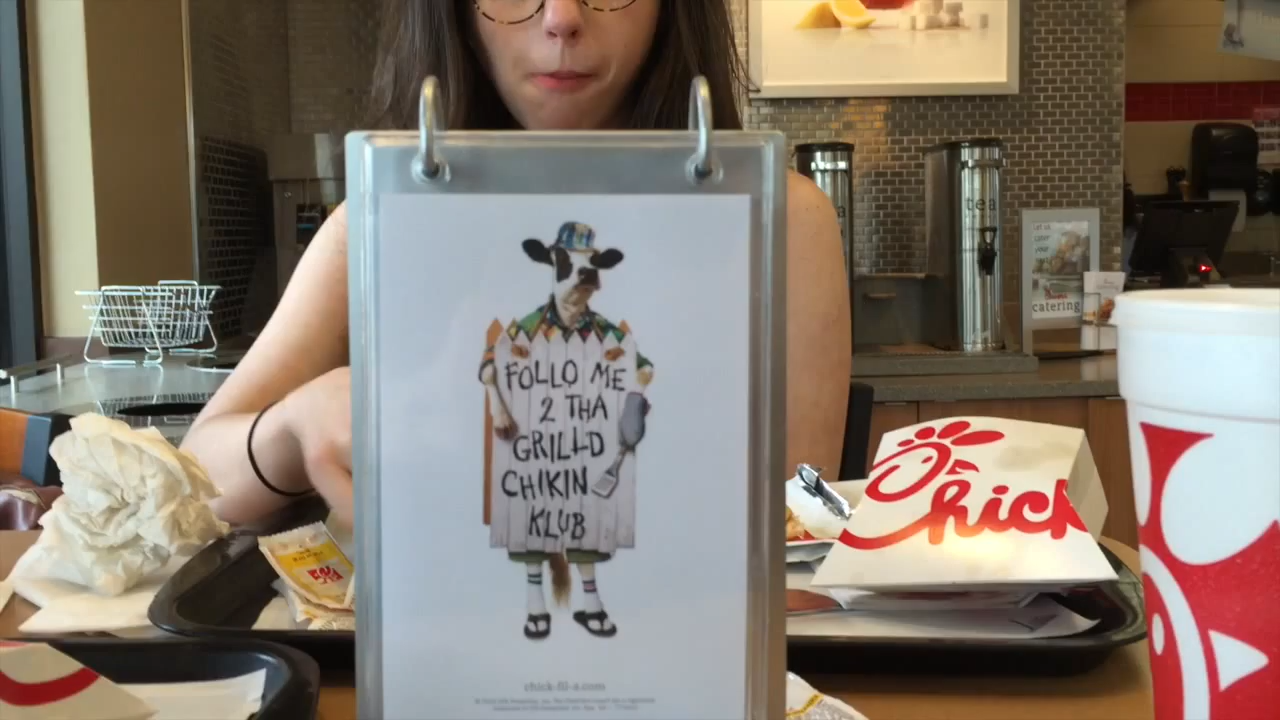 FOLLO ME
2 THA
GRILLD
CHIKIN
KLUB
chick-fil-a.com
Chick
tea
catering